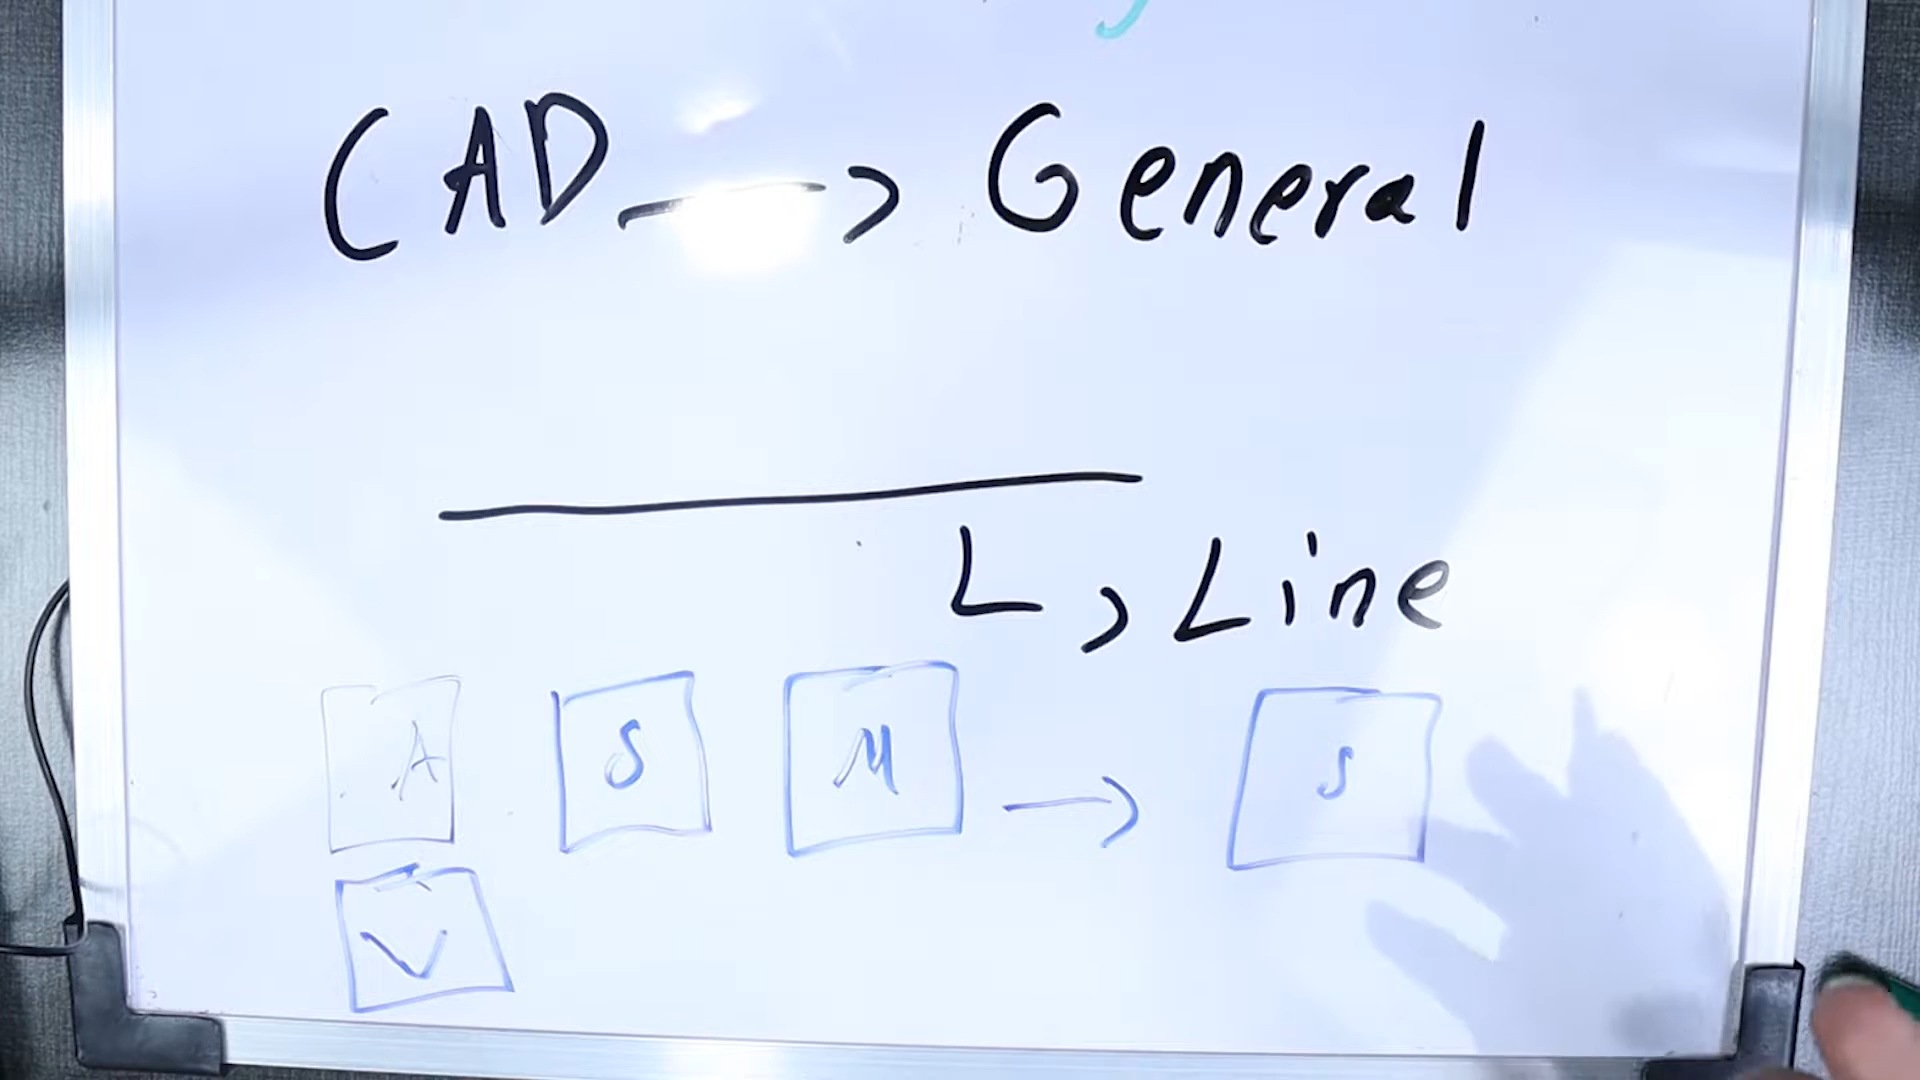 CAD → General
L , Line
A S M → S
V